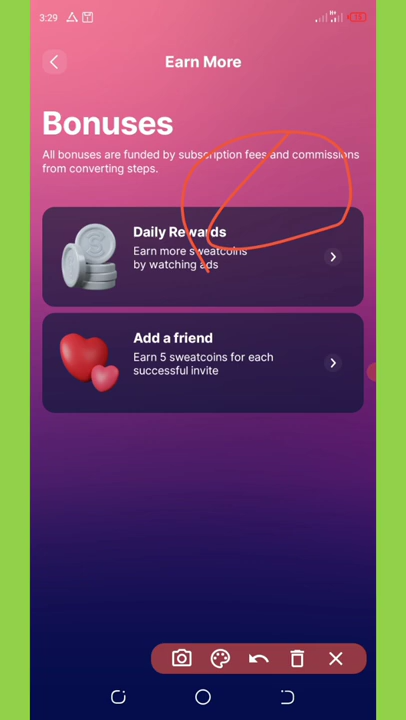 3:29
H+
15
Earn More
Bonuses
All bonuses are funded by subscription fees and commissions
from converting steps.
Daily Rewards
Earn more sweatcoins
by watching ads
Add a friend
Earn 5 sweatcoins for each
successful invite